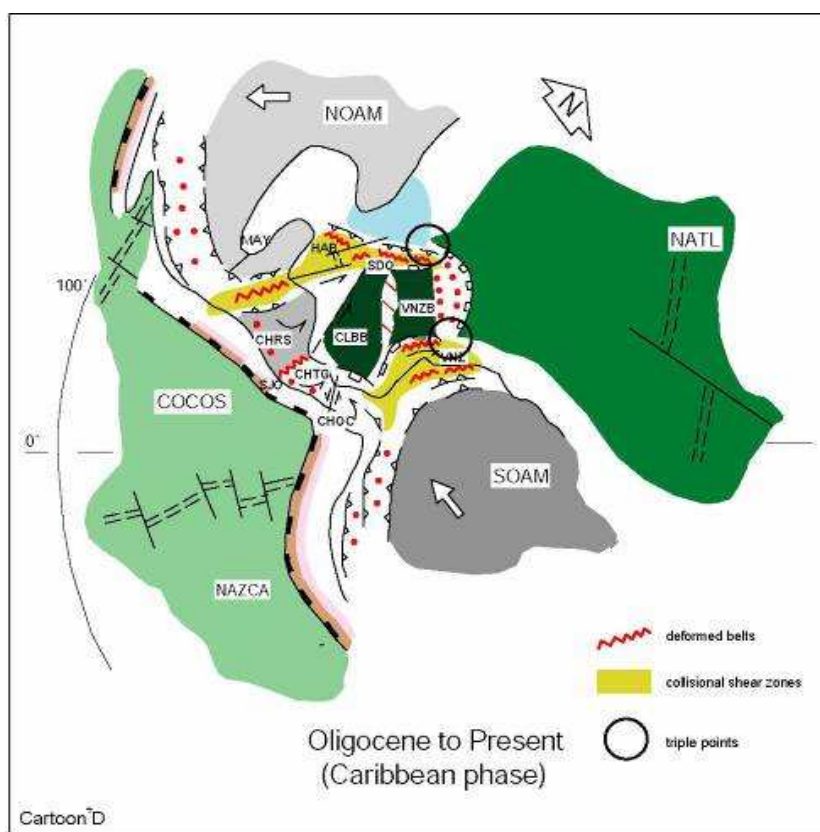 NOAM
N
NATL
MAY
HAB
SDO
100°
VNZB
CLBB
CHRS
VNZ
CHTG
SJO
COCOS
CHOC
0°
SOAM
NAZCA
deformed belts
collisional shear zones
triple points
Oligocene to Present
(Caribbean phase)
Cartoon D